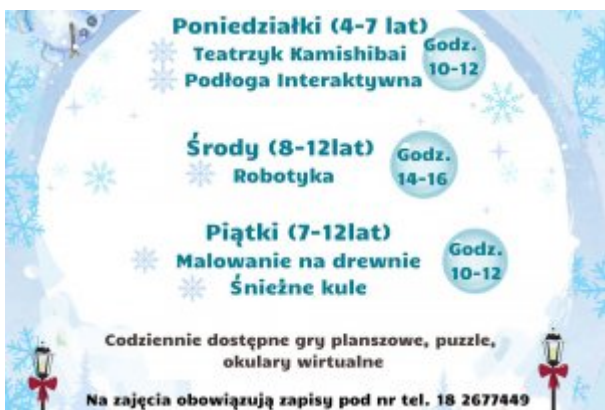 Poniedziałki (4-7 lat)
Teatrzyk Kamishibai
Podłoga Interaktywna
Godz.
10-12
Środy (8-12lat)
Robotyka
Godz.
14-16
Piątki (7-12lat)
Malowanie na drewnie
Śnieżne kule
Godz.
10-12
Codziennie dostępne gry planszowe, puzzle,
okulary wirtualne
Na zajęcia obowiązują zapisy pod nr tel. 18 2677449